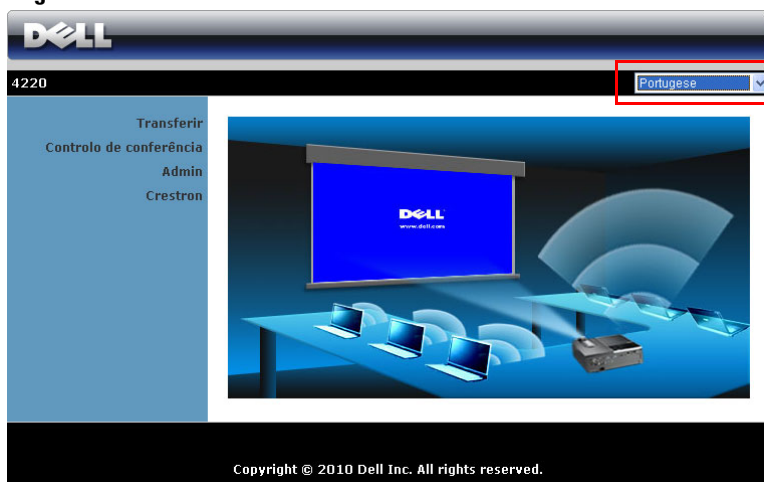 DELL
4220
Portugese
Transferir
Controlo de conferência
Admin
Crestron
DELL
www.dell.com
Copyright © 2010 Dell Inc. All rights reserved.